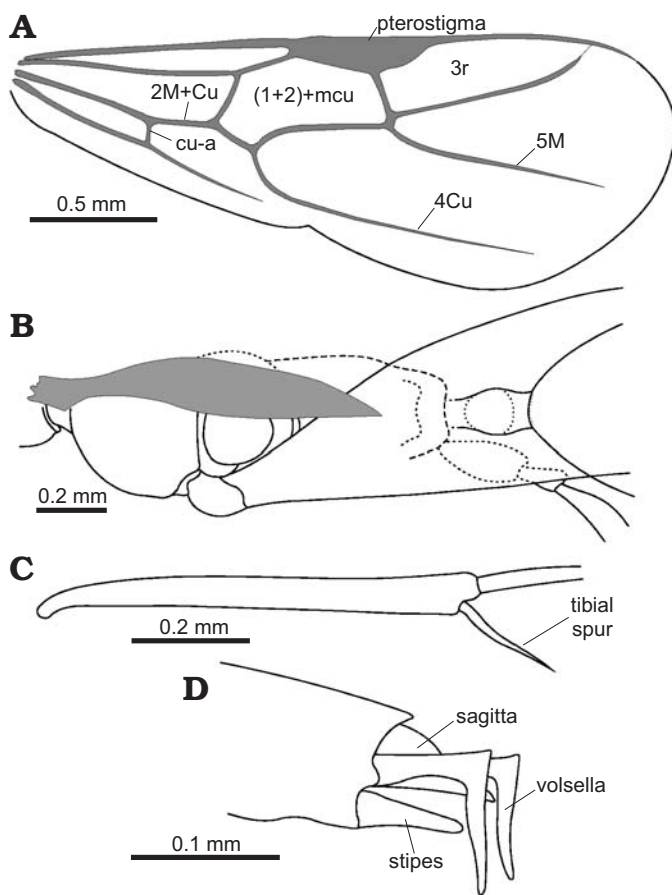 A
pterostigma
3r
2M+Cu
(1+2)+mcu
cu-a
5M
0.5 mm
4Cu
B
0.2 mm
C
0.2 mm
tibial
spur
D
sagitta
volsella
stipes
0.1 mm